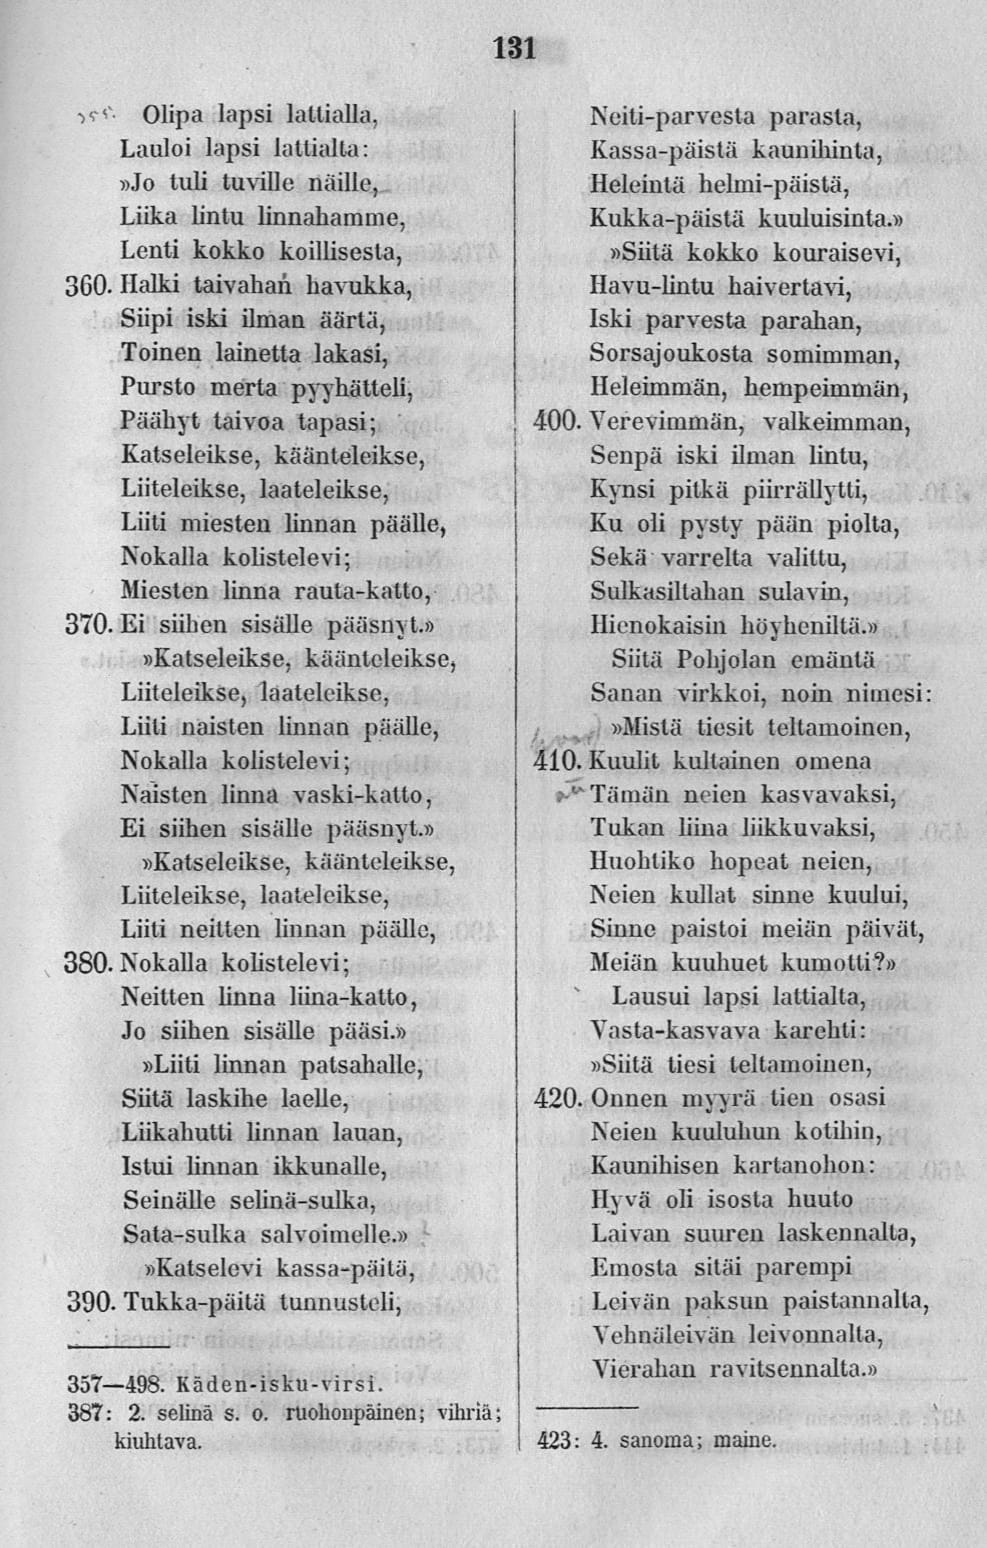 131
355. Olipa lapsi lattialla,
Lauloi lapsi lattialta:
»Jo tuli tuville näille,
Liika lintu linnahamme,
Lenti kokko koillisesta,
360. Halki taivahan havukka,
Siipi iski ilman äärtä,
Toinen lainetta lakasi,
Pursto merta pyyhätteli,
Päähyt taivoa tapasi;
Katseleikse, käänteleikse,
Liiteleikse, laateleikse,
Liiti miesten linnan päälle,
Nokalla kolistelevi;
Miesten linna rauta-katto,
370. Ei siihen sisälle pääsnyt.»
»Katseleikse, käänteleikse,
Liiteleikse, laateleikse,
Liiti naisten linnan päälle,
Nokalla kolistelevi;
Naisten linna vaski-katto,
Ei siihen sisälle pääsnyt.»
»Katseleikse, käänteleikse,
Liiteleikse, laateleikse,
Liiti neitten linnan päälle,
380. Nokalla kolistelevi;
Neitten linna liina-katto,
Jo siihen sisälle pääsi.»
»Liiti linnan patsahalle,
Siitä laskihe laelle,
Liikahutti linnan lauan,
Istui linnan ikkunalle,
Seinälle selinä-sulka,
Sata-sulka salvoimelle.»
»Katselevi kassa-päitä,
390. Tukka-päitä tunnusteli,
357—498. Käden-isku-virsi.
387: 2. selinä s. o. ruohonpäinen; vihriä;
kiuhtava.
Neiti-parvesta parasta,
Kassa-päistä kaunihinta,
Heleintä helmi-päistä,
Kukka-päistä kuuluisinta.»
»Siitä kokko kouraisevi,
Havu-lintu haivertavi,
Iski parvesta parahan,
Sorsajoukosta somimman,
Heleimmän, hempeimmän,
400. Verevimmän, valkeimman,
Senpä iski ilman lintu,
Kynsi pitkä piirrällytti,
Ku oli pysty pään piolta,
Sekä varrelta valittu,
Sulkasiltahan sulavin,
Hienokaisin höyheniltä.»
Siitä Pohjolan emäntä
Sanan virkkoi, noin nimesi:
»Mistä tiesit teltamoinen,
410. Kuulit kultainen omena
Tämän neien kasvavaksi,
Tukan liina liikkuvaksi,
Huohtiko hopeat neien,
Neien kullat sinne kuului,
Sinne paistoi meiän päivät,
Meiän kuuhuet kumotti?»
Lausui lapsi lattialta,
Vasta-kasvava karehti:
»Siitä tiesi teltamoinen,
420. Onnen myyrä tien osasi
Neien kuuluhun kotihin,
Kaunihisen kartanohon:
Hyvä oli isosta huuto
Laivan suuren laskennalta,
Emosta sitäi parempi
Leivän paksun paistannalta,
Vehnäleivän leivonnalta,
Vierahan ravitsennalta.»
423: 4. sanoma; maine.